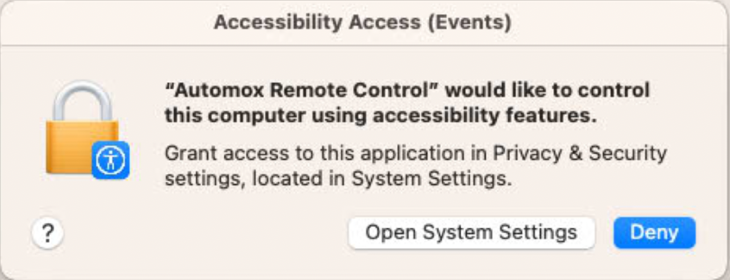 Accessibility Access (Events)
“Automox Remote Control” would like to control
this computer using accessibility features.
Grant access to this application in Privacy & Security
settings, located in System Settings.
?
Open System Settings
Deny